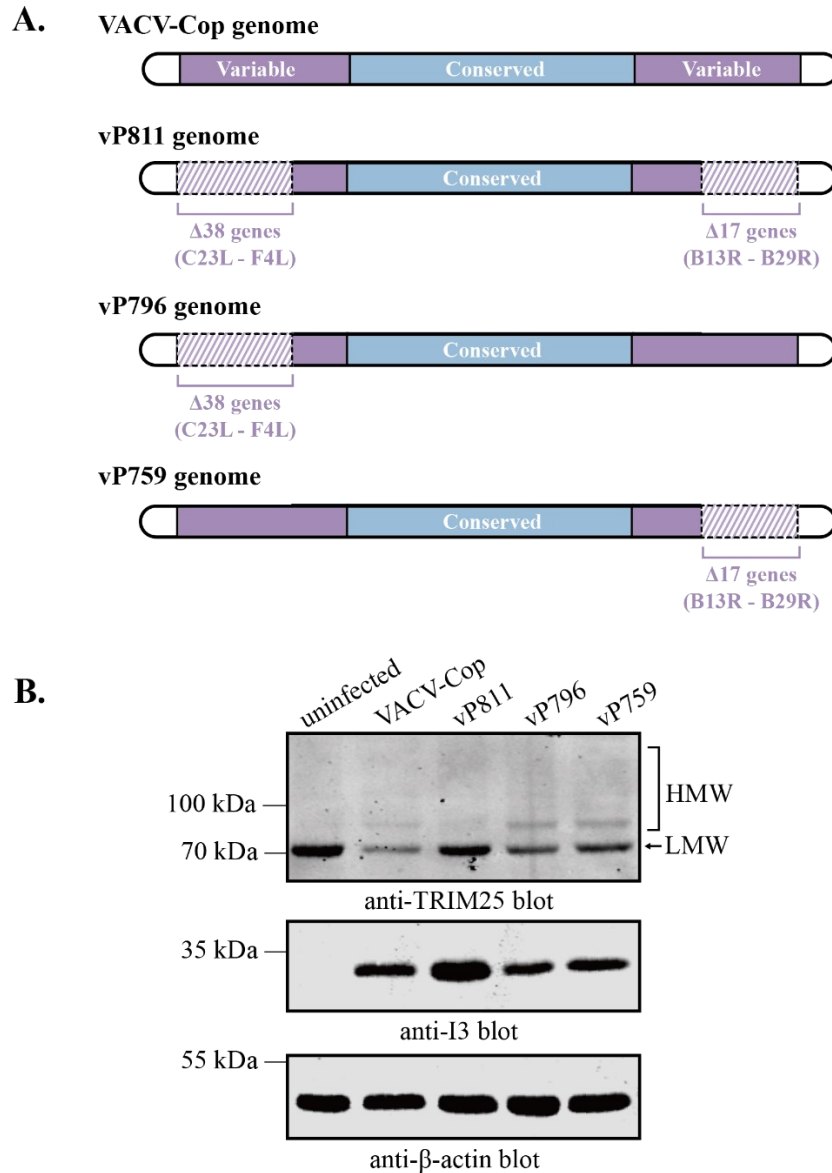 A.
VACV-Cop genome
Variable Conserved Variable
vP811 genome
Conserved
Δ38 genes Δ17 genes
(C23L - F4L) (B13R - B29R)
vP796 genome
Conserved
Δ38 genes
(C23L - F4L)
vP759 genome
Conserved
Δ17 genes
(B13R - B29R)
B.
uninfected VACV-Cop vP811 vP796 vP759
100 kDa HMW
70 kDa LMW
anti-TRIM25 blot
35 kDa
anti-I3 blot
55 kDa
anti-β-actin blot